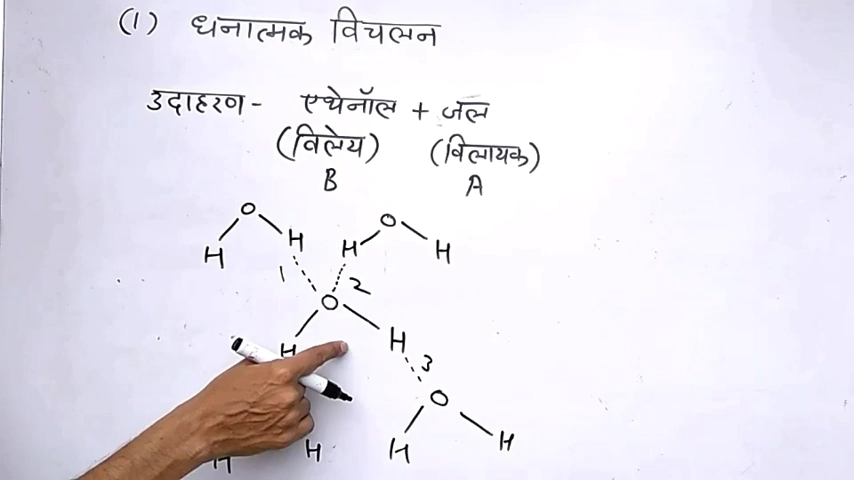 (1) धनात्मक विचलन
उदाहरण- एथेनॉल + जल
(विलेय) (विलायक)
B A
O O
H H H H
1 2
O
H H
3
O
H H H H